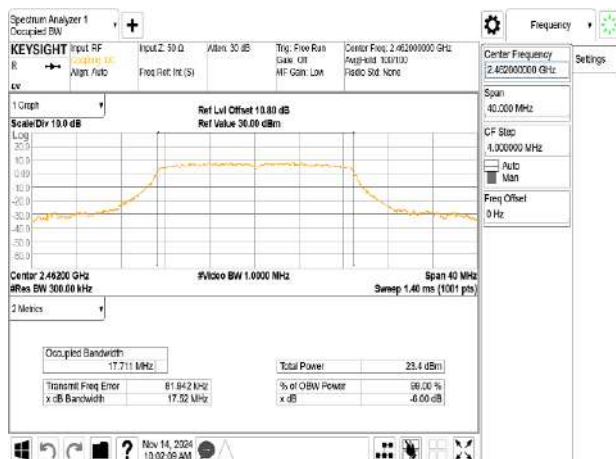 Spectrum Analyzer 1
Occupied BW
Frequency
KEYSIGHT Input: RF
R
Coupling: DC
Align: Auto
Input Z: 50 Ω
Freq Ref: Int (S)
Atten: 30 dB
Trig: Free Run
Gate: Off
#IF Gain: Low
Center Freq: 2.462000000 GHz
Avg|Hold: 100/100
Radio Std: None
Center Frequency
2.462000000 GHz
Settings
Span
40.000 MHz
CF Step
4.000000 MHz
Auto
Man
Freq Offset
0 Hz
1 Graph
Scale/Div 10.0 dB
Ref Lvl Offset 10.80 dB
Ref Value 30.00 dBm
Log
20.0
10.0
0.00
-10.0
-20.0
-30.0
-40.0
-50.0
-60.0
Center 2.46200 GHz
#Res BW 300.00 kHz
#Video BW 1.0000 MHz
Span 40 MHz
Sweep 1.40 ms (1001 pts)
2 Metrics
Occupied Bandwidth
17.711 MHz
Total Power 23.4 dBm
Transmit Freq Error 81.942 kHz
% of OBW Power 99.00 %
x dB Bandwidth 17.52 MHz
x dB -6.00 dB
Nov 14, 2024
10:02:09 AM